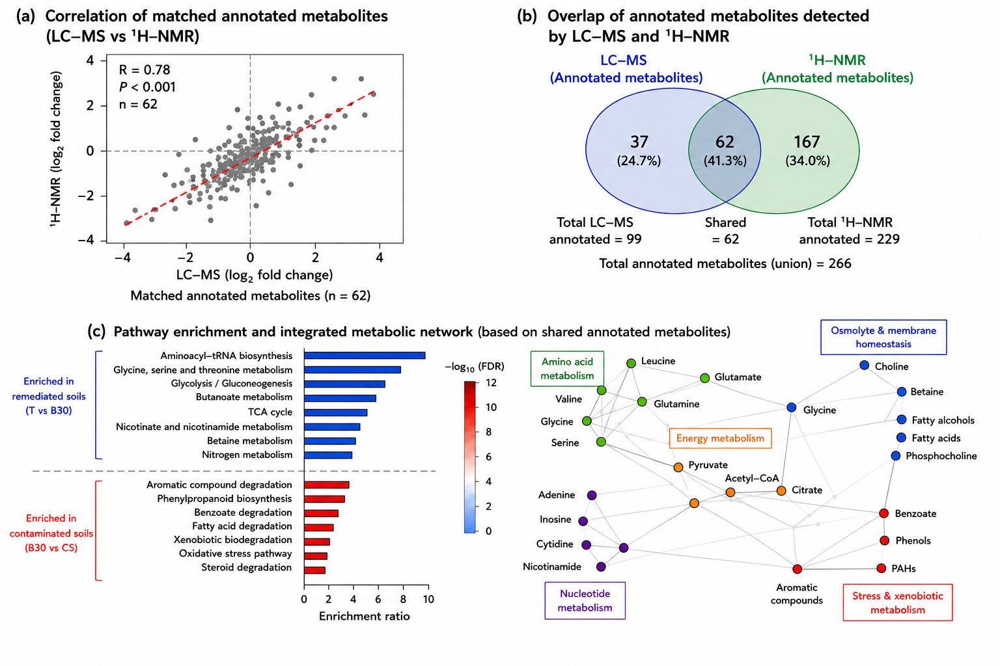 (a) Correlation of matched annotated metabolites
(LC–MS vs ¹H–NMR)
R = 0.78
P < 0.001
n = 62
4
2
0
−2
−4
¹H–NMR (log₂ fold change)
−4 −2 0 2 4
LC–MS (log₂ fold change)
Matched annotated metabolites (n = 62)
(b) Overlap of annotated metabolites detected
by LC–MS and ¹H–NMR
LC–MS
(Annotated metabolites)
¹H–NMR
(Annotated metabolites)
37
(24.7%)
62
(41.3%)
167
(34.0%)
Total LC–MS
annotated = 99
Shared
= 62
Total ¹H–NMR
annotated = 229
Total annotated metabolites (union) = 266
(c) Pathway enrichment and integrated metabolic network (based on shared annotated metabolites)
Enriched in
remediated soils
(T vs B30)
Aminoacyl–tRNA biosynthesis
Glycine, serine and threonine metabolism
Glycolysis / Gluconeogenesis
Butanoate metabolism
TCA cycle
Nicotinate and nicotinamide metabolism
Betaine metabolism
Nitrogen metabolism
Enriched in
contaminated soils
(B30 vs CS)
Aromatic compound degradation
Phenylpropanoid biosynthesis
Benzoate degradation
Fatty acid degradation
Xenobiotic biodegradation
Oxidative stress pathway
Steroid degradation
0 2 4 6 8 10
Enrichment ratio
−log₁₀ (FDR)
12
10
8
6
4
2
0
Amino acid
metabolism
Leucine
Glutamate
Valine
Glutamine
Glycine
Serine
Energy metabolism
Pyruvate
Acetyl–CoA
Citrate
Osmolyte & membrane
homeostasis
Choline
Betaine
Glycine
Fatty alcohols
Fatty acids
Phosphocholine
Adenine
Inosine
Cytidine
Nicotinamide
Nucleotide
metabolism
Benzoate
Phenols
PAHs
Aromatic
compounds
Stress & xenobiotic
metabolism